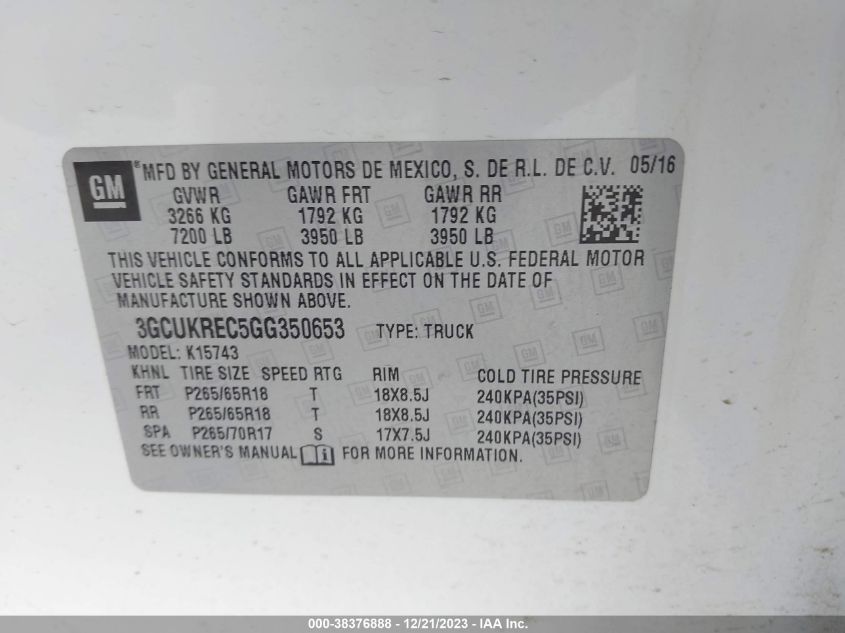 GM
® MFD BY GENERAL MOTORS DE MEXICO, S. DE R.L. DE C.V. 05/16
GVWR GAWR FRT GAWR RR
3266 KG 1792 KG 1792 KG
7200 LB 3950 LB 3950 LB
THIS VEHICLE CONFORMS TO ALL APPLICABLE U.S. FEDERAL MOTOR
VEHICLE SAFETY STANDARDS IN EFFECT ON THE DATE OF
MANUFACTURE SHOWN ABOVE.
3GCUKREC5GG350653 TYPE: TRUCK
MODEL: K15743
KHNL TIRE SIZE SPEED RTG RIM COLD TIRE PRESSURE
FRT P265/65R18 T 18X8.5J 240KPA(35PSI)
RR P265/65R18 T 18X8.5J 240KPA(35PSI)
SPA P265/70R17 S 17X7.5J 240KPA(35PSI)
SEE OWNER'S MANUAL i FOR MORE INFORMATION.
000-38376888 - 12/21/2023 - IAA Inc.